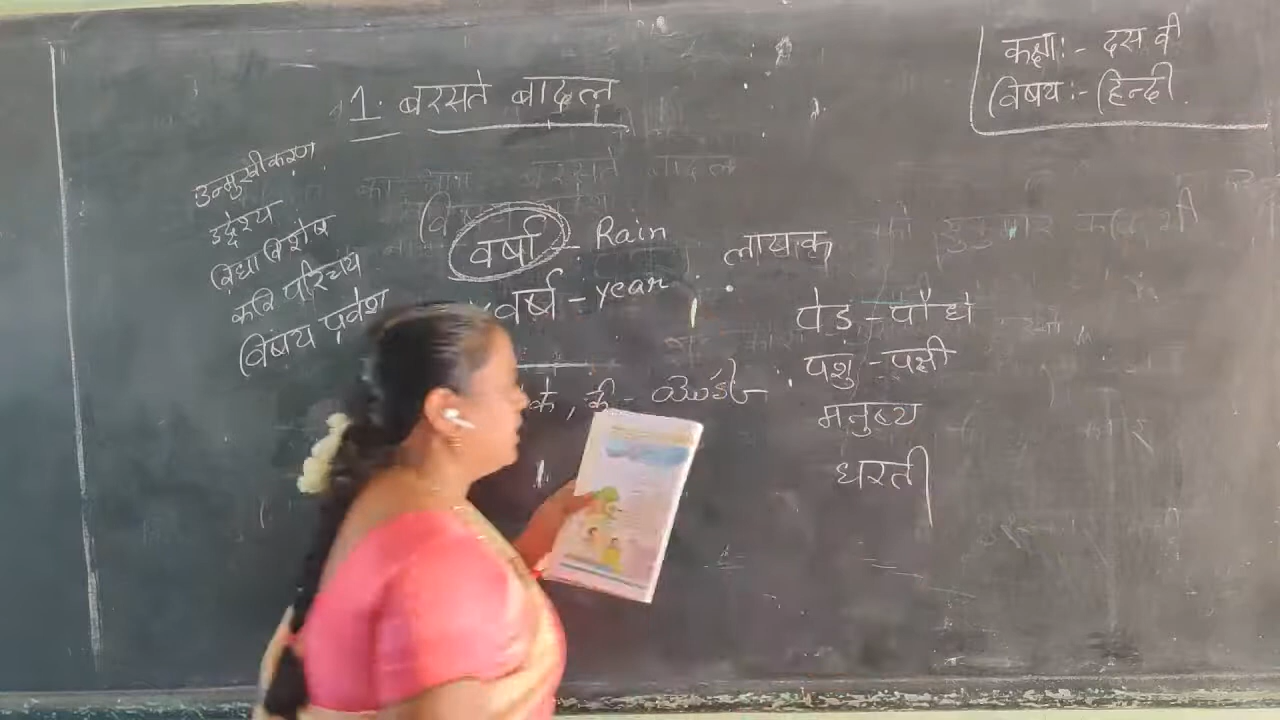 कक्षाः- दस वी
विषयः- हिन्दी.
1. बरसते बादल
उन्मुखीकरण
उद्देश्य
विधा विशेष
कवि परिचय
विषय प्रवेश
वर्षा - Rain
वर्ष - year
के, की -
लायक
पेड - पौधे
पशु - पक्षी
मनुष्य
धरती